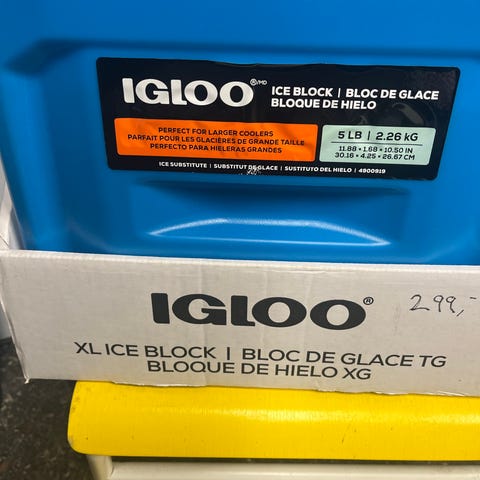 IGLOO®/MD
ICE BLOCK | BLOC DE GLACE
BLOQUE DE HIELO
PERFECT FOR LARGER COOLERS
PARFAIT POUR LES GLACIÈRES DE GRANDE TAILLE
PERFECTO PARA HIELERAS GRANDES
5 LB | 2.26 KG
11.88 • 1.68 • 10.50 IN
30.18 • 4.25 • 26.67 CM
ICE SUBSTITUTE | SUBSTITUT DE GLACE | SUSTITUTO DEL HIELO | 4900919
IGLOO®
299,-
XL ICE BLOCK | BLOC DE GLACE TG
BLOQUE DE HIELO XG